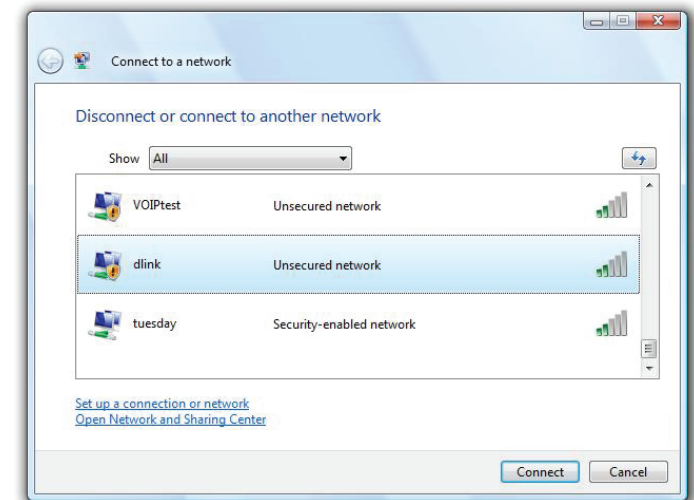 Connect to a network
Disconnect or connect to another network
Show All
VOIPtest Unsecured network
dlink Unsecured network
tuesday Security-enabled network
Set up a connection or network
Open Network and Sharing Center
Connect Cancel